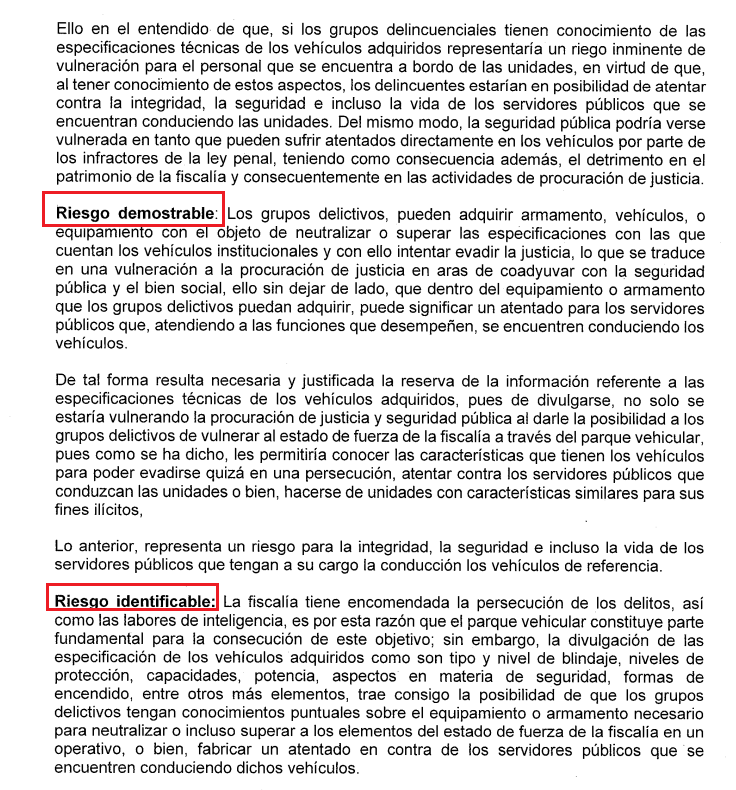 Ello en el entendido de que, si los grupos delincuenciales tienen conocimiento de las
especificaciones técnicas de los vehículos adquiridos representaría un riego inminente de
vulneración para el personal que se encuentra a bordo de las unidades, en virtud de que,
al tener conocimiento de estos aspectos, los delincuentes estarían en posibilidad de atentar
contra la integridad, la seguridad e incluso la vida de los servidores públicos que se
encuentran conduciendo las unidades. Del mismo modo, la seguridad pública podría verse
vulnerada en tanto que pueden sufrir atentados directamente en los vehículos por parte de
los infractores de la ley penal, teniendo como consecuencia además, el detrimento en el
patrimonio de la fiscalía y consecuentemente en las actividades de procuración de justicia.
Riesgo demostrable: Los grupos delictivos, pueden adquirir armamento, vehículos, o
equipamiento con el objeto de neutralizar o superar las especificaciones con las que
cuentan los vehículos institucionales y con ello intentar evadir la justicia, lo que se traduce
en una vulneración a la procuración de justicia en aras de coadyuvar con la seguridad
pública y el bien social, ello sin dejar de lado, que dentro del equipamiento o armamento
que los grupos delictivos puedan adquirir, puede significar un atentado para los servidores
públicos que, atendiendo a las funciones que desempeñen, se encuentren conduciendo los
vehículos.
De tal forma resulta necesaria y justificada la reserva de la información referente a las
especificaciones técnicas de los vehículos adquiridos, pues de divulgarse, no solo se
estaría vulnerando la procuración de justicia y seguridad pública al darle la posibilidad a los
grupos delictivos de vulnerar al estado de fuerza de la fiscalía a través del parque vehicular,
pues como se ha dicho, les permitiría conocer las características que tienen los vehículos
para poder evadirse quizá en una persecución, atentar contra los servidores públicos que
conduzcan las unidades o bien, hacerse de unidades con características similares para sus
fines ilícitos,
Lo anterior, representa un riesgo para la integridad, la seguridad e incluso la vida de los
servidores públicos que tengan a su cargo la conducción los vehículos de referencia.
Riesgo identificable: La fiscalía tiene encomendada la persecución de los delitos, así
como las labores de inteligencia, es por esta razón que el parque vehicular constituye parte
fundamental para la consecución de este objetivo; sin embargo, la divulgación de las
especificación de los vehículos adquiridos como son tipo y nivel de blindaje, niveles de
protección, capacidades, potencia, aspectos en materia de seguridad, formas de
encendido, entre otros más elementos, trae consigo la posibilidad de que los grupos
delictivos tengan conocimientos puntuales sobre el equipamiento o armamento necesario
para neutralizar o incluso superar a los elementos del estado de fuerza de la fiscalía en un
operativo, o bien, fabricar un atentado en contra de los servidores públicos que se
encuentren conduciendo dichos vehículos.